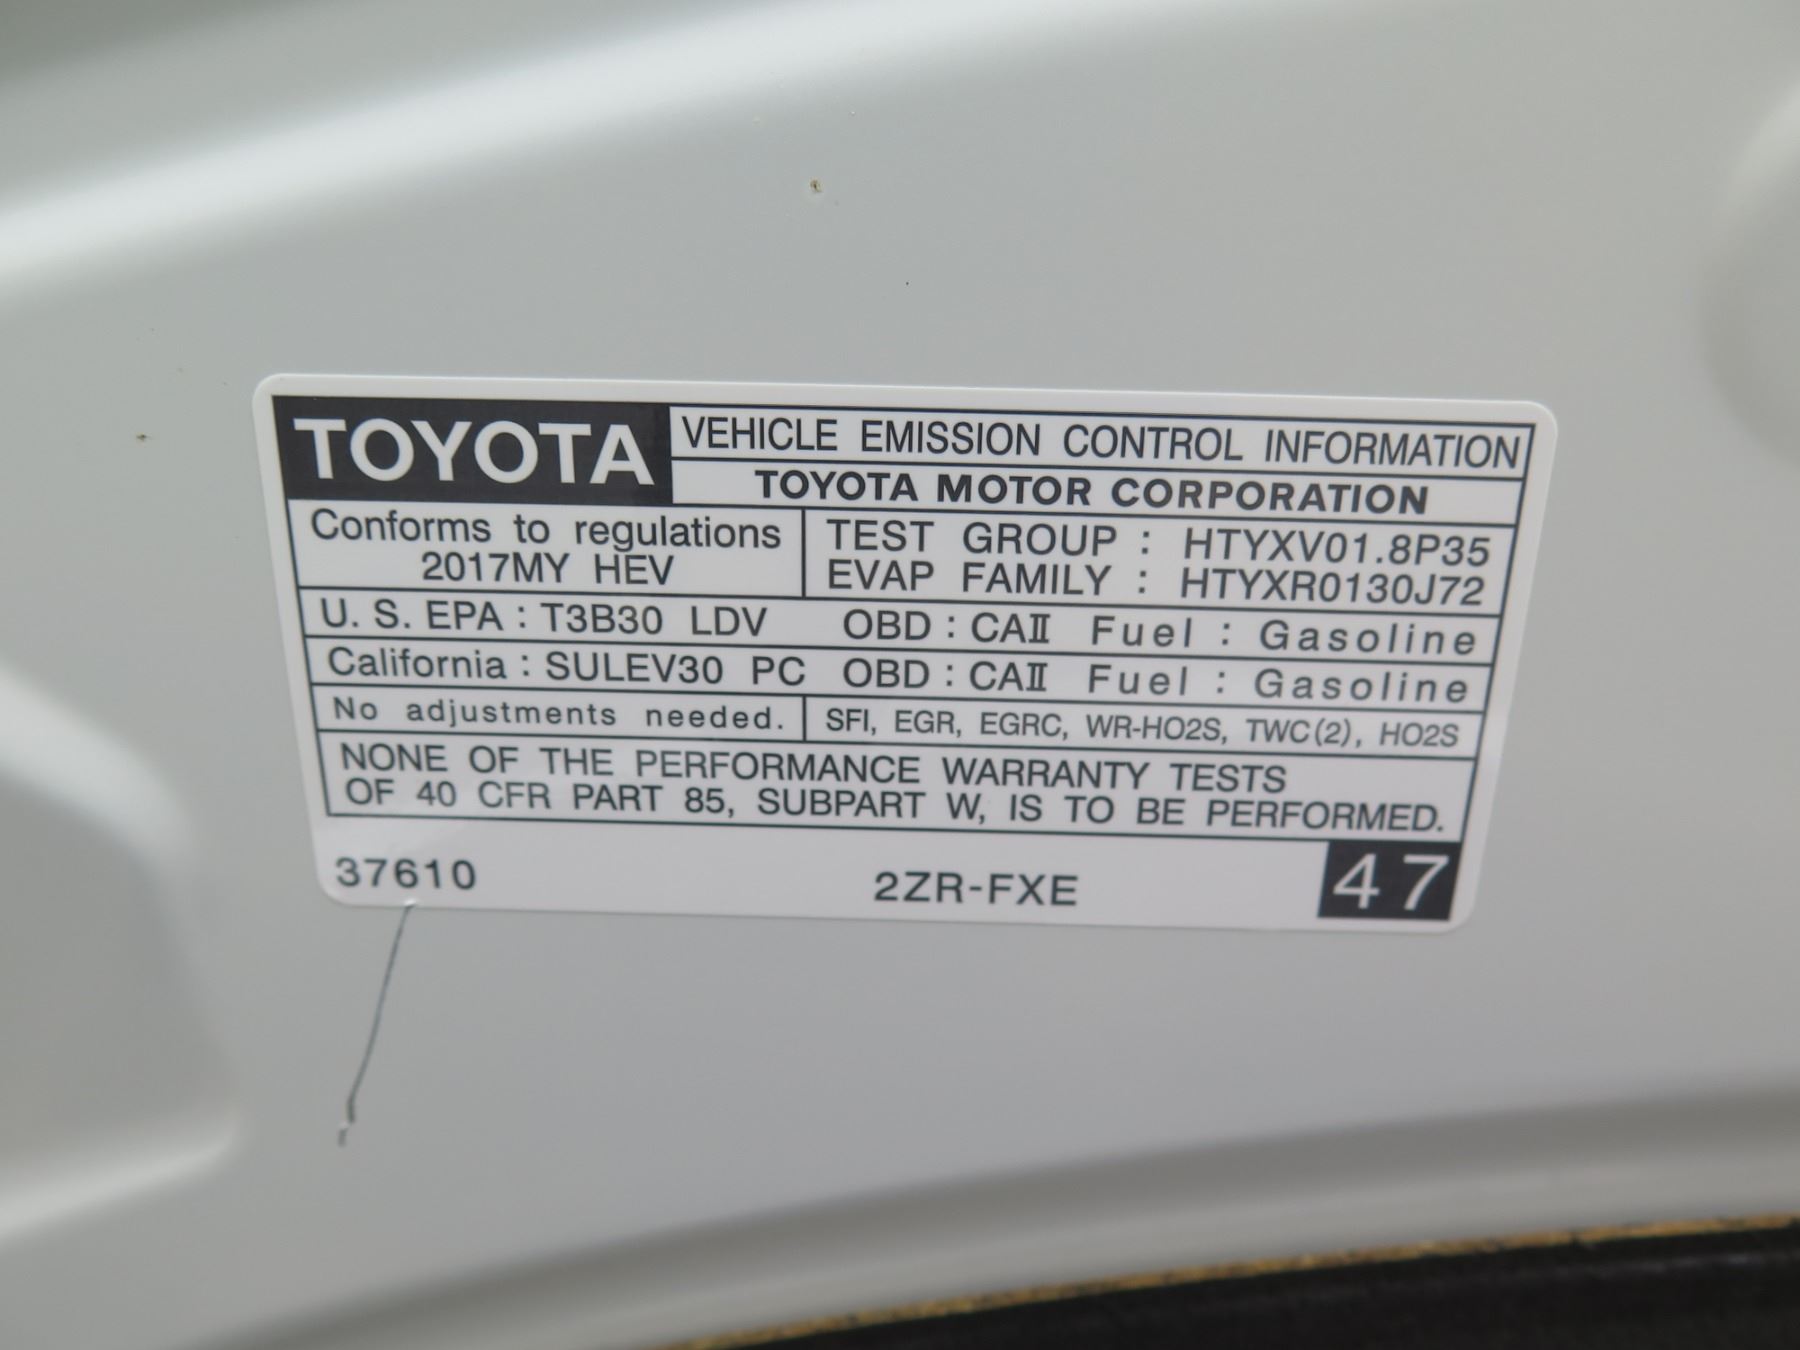 TOYOTA VEHICLE EMISSION CONTROL INFORMATION
TOYOTA MOTOR CORPORATION
Conforms to regulations
2017MY HEV
TEST GROUP : HTYXV01.8P35
EVAP FAMILY : HTYXR0130J72
U. S. EPA : T3B30 LDV OBD : CAⅡ Fuel : Gasoline
California : SULEV30 PC OBD : CAⅡ Fuel : Gasoline
No adjustments needed. SFI, EGR, EGRC, WR-HO2S, TWC(2), HO2S
NONE OF THE PERFORMANCE WARRANTY TESTS
OF 40 CFR PART 85, SUBPART W, IS TO BE PERFORMED.
37610 2ZR-FXE 47